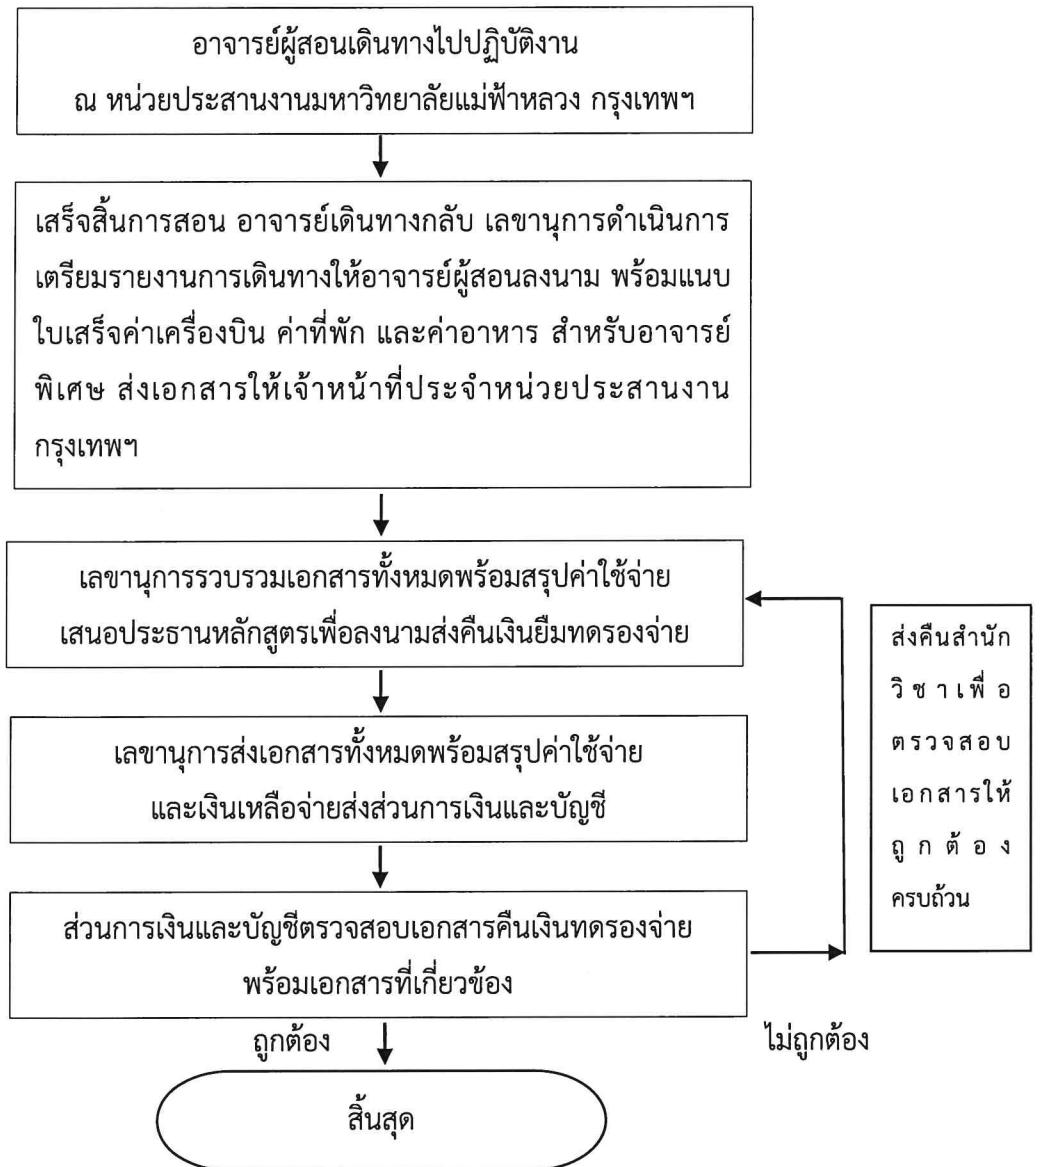 อาจารย์ผู้สอนเดินทางไปปฏิบัติงาน
ณ หน่วยประสานงานมหาวิทยาลัยแม่ฟ้าหลวง กรุงเทพฯ
เสร็จสิ้นการสอน อาจารย์เดินทางกลับ เลขานุการดำเนินการ
เตรียมรายงานการเดินทางให้อาจารย์ผู้สอนลงนาม พร้อมแนบ
ใบเสร็จค่าเครื่องบิน ค่าที่พัก และค่าอาหาร สำหรับอาจารย์
พิเศษ ส่งเอกสารให้เจ้าหน้าที่ประจำหน่วยประสานงาน
กรุงเทพฯ
เลขานุการรวบรวมเอกสารทั้งหมดพร้อมสรุปค่าใช้จ่าย
เสนอประธานหลักสูตรเพื่อลงนามส่งคืนเงินยืมทดรองจ่าย
เลขานุการส่งเอกสารทั้งหมดพร้อมสรุปค่าใช้จ่าย
และเงินเหลือจ่ายส่งส่วนการเงินและบัญชี
ส่วนการเงินและบัญชีตรวจสอบเอกสารคืนเงินทดรองจ่าย
พร้อมเอกสารที่เกี่ยวข้อง
ส่งคืนสำนัก
วิชาเพื่อ
ตรวจสอบ
เอกสารให้
ถูกต้อง
ครบถ้วน
ถูกต้อง
ไม่ถูกต้อง
สิ้นสุด